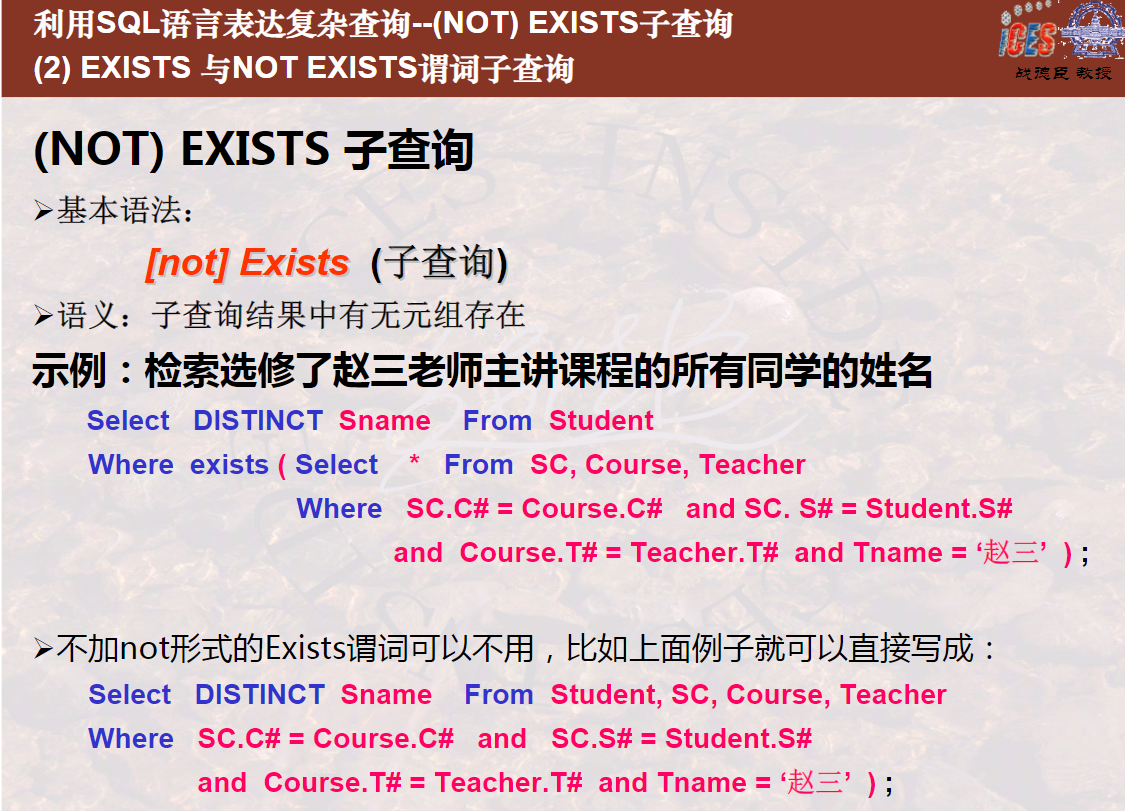 利用SQL语言表达复杂查询--(NOT) EXISTS子查询
(2) EXISTS 与NOT EXISTS谓词子查询
ICES
战德臣 教授
(NOT) EXISTS 子查询
➢基本语法：
[not] Exists (子查询)
➢语义：子查询结果中有无元组存在
示例：检索选修了赵三老师主讲课程的所有同学的姓名
Select DISTINCT Sname From Student
Where exists ( Select * From SC, Course, Teacher
Where SC.C# = Course.C# and SC. S# = Student.S#
and Course.T# = Teacher.T# and Tname = ‘赵三’ ) ;
➢不加not形式的Exists谓词可以不用，比如上面例子就可以直接写成：
Select DISTINCT Sname From Student, SC, Course, Teacher
Where SC.C# = Course.C# and SC.S# = Student.S#
and Course.T# = Teacher.T# and Tname = ‘赵三’ ) ;